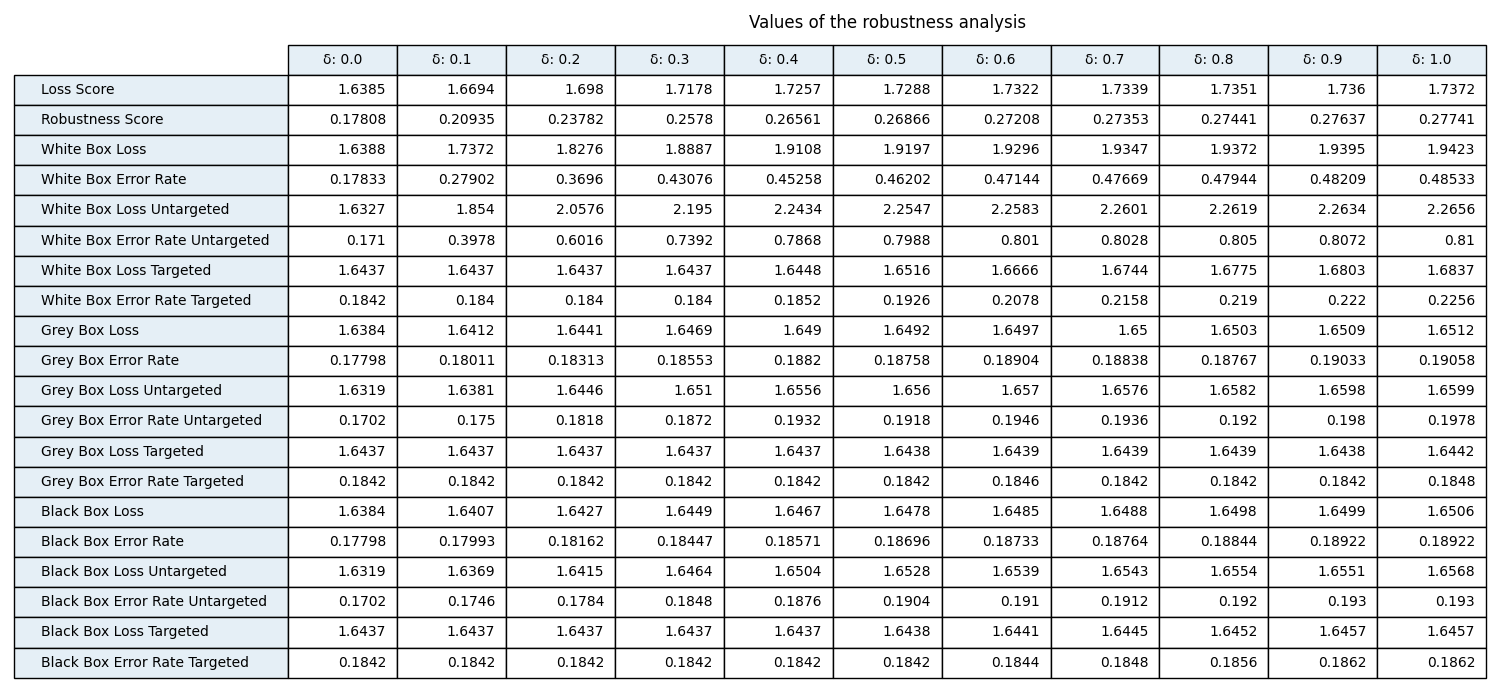 Values of the robustness analysis
δ: 0.0 δ: 0.1 δ: 0.2 δ: 0.3 δ: 0.4 δ: 0.5 δ: 0.6 δ: 0.7 δ: 0.8 δ: 0.9 δ: 1.0
Loss Score 1.6385 1.6694 1.698 1.7178 1.7257 1.7288 1.7322 1.7339 1.7351 1.736 1.7372
Robustness Score 0.17808 0.20935 0.23782 0.2578 0.26561 0.26866 0.27208 0.27353 0.27441 0.27637 0.27741
White Box Loss 1.6388 1.7372 1.8276 1.8887 1.9108 1.9197 1.9296 1.9347 1.9372 1.9395 1.9423
White Box Error Rate 0.17833 0.27902 0.3696 0.43076 0.45258 0.46202 0.47144 0.47669 0.47944 0.48209 0.48533
White Box Loss Untargeted 1.6327 1.854 2.0576 2.195 2.2434 2.2547 2.2583 2.2601 2.2619 2.2634 2.2656
White Box Error Rate Untargeted 0.171 0.3978 0.6016 0.7392 0.7868 0.7988 0.801 0.8028 0.805 0.8072 0.81
White Box Loss Targeted 1.6437 1.6437 1.6437 1.6437 1.6448 1.6516 1.6666 1.6744 1.6775 1.6803 1.6837
White Box Error Rate Targeted 0.1842 0.184 0.184 0.184 0.1852 0.1926 0.2078 0.2158 0.219 0.222 0.2256
Grey Box Loss 1.6384 1.6412 1.6441 1.6469 1.649 1.6492 1.6497 1.65 1.6503 1.6509 1.6512
Grey Box Error Rate 0.17798 0.18011 0.18313 0.18553 0.1882 0.18758 0.18904 0.18838 0.18767 0.19033 0.19058
Grey Box Loss Untargeted 1.6319 1.6381 1.6446 1.651 1.6556 1.656 1.657 1.6576 1.6582 1.6598 1.6599
Grey Box Error Rate Untargeted 0.1702 0.175 0.1818 0.1872 0.1932 0.1918 0.1946 0.1936 0.192 0.198 0.1978
Grey Box Loss Targeted 1.6437 1.6437 1.6437 1.6437 1.6437 1.6438 1.6439 1.6439 1.6439 1.6438 1.6442
Grey Box Error Rate Targeted 0.1842 0.1842 0.1842 0.1842 0.1842 0.1842 0.1846 0.1842 0.1842 0.1842 0.1848
Black Box Loss 1.6384 1.6407 1.6427 1.6449 1.6467 1.6478 1.6485 1.6488 1.6498 1.6499 1.6506
Black Box Error Rate 0.17798 0.17993 0.18162 0.18447 0.18571 0.18696 0.18733 0.18764 0.18844 0.18922 0.18922
Black Box Loss Untargeted 1.6319 1.6369 1.6415 1.6464 1.6504 1.6528 1.6539 1.6543 1.6554 1.6551 1.6568
Black Box Error Rate Untargeted 0.1702 0.1746 0.1784 0.1848 0.1876 0.1904 0.191 0.1912 0.192 0.193 0.193
Black Box Loss Targeted 1.6437 1.6437 1.6437 1.6437 1.6437 1.6438 1.6441 1.6445 1.6452 1.6457 1.6457
Black Box Error Rate Targeted 0.1842 0.1842 0.1842 0.1842 0.1842 0.1842 0.1844 0.1848 0.1856 0.1862 0.1862